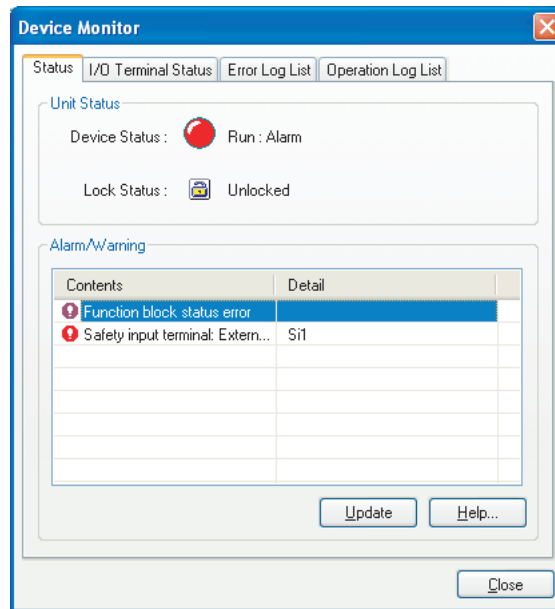 Device Monitor
Status I/O Terminal Status Error Log List Operation Log List
Unit Status
Device Status : Run : Alarm
Lock Status : Unlocked
Alarm/Warning
Contents Detail
Function block status error
Safety input terminal: Extern... Si1
Update Help...
Close